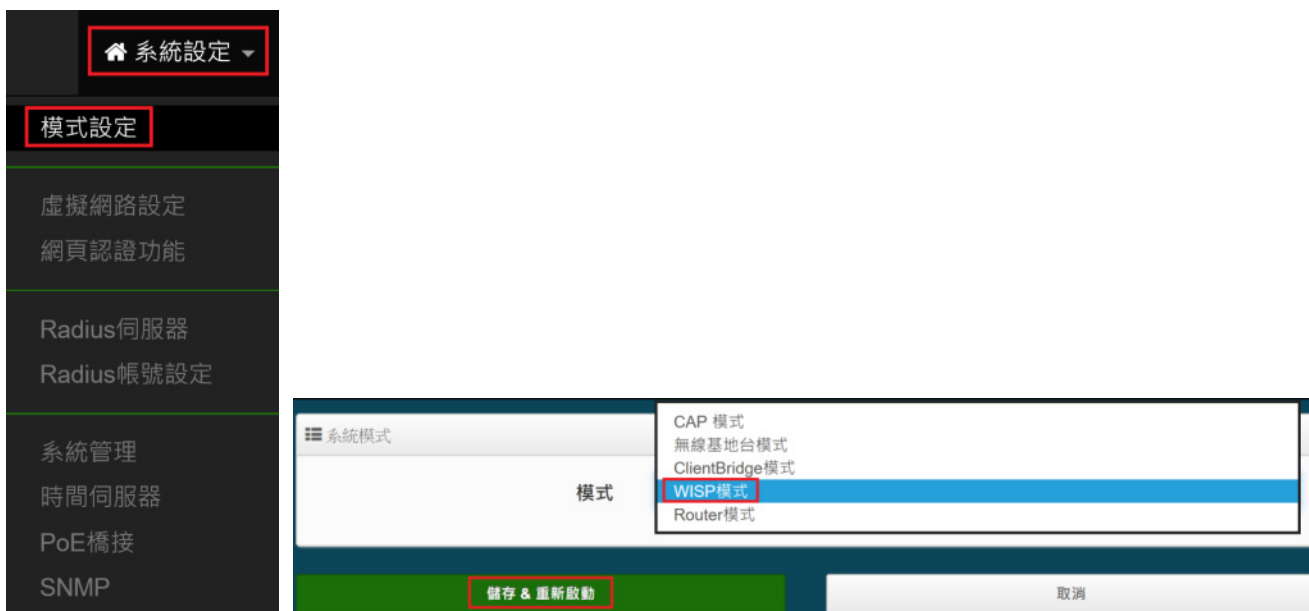 系統設定
模式設定
虛擬網路設定
網頁認證功能
Radius伺服器
Radius帳號設定
系統管理
時間伺服器
PoE橋接
SNMP
系統模式
模式
CAP 模式
無線基地台模式
ClientBridge模式
WISP模式
Router模式
儲存 & 重新啟動
取消